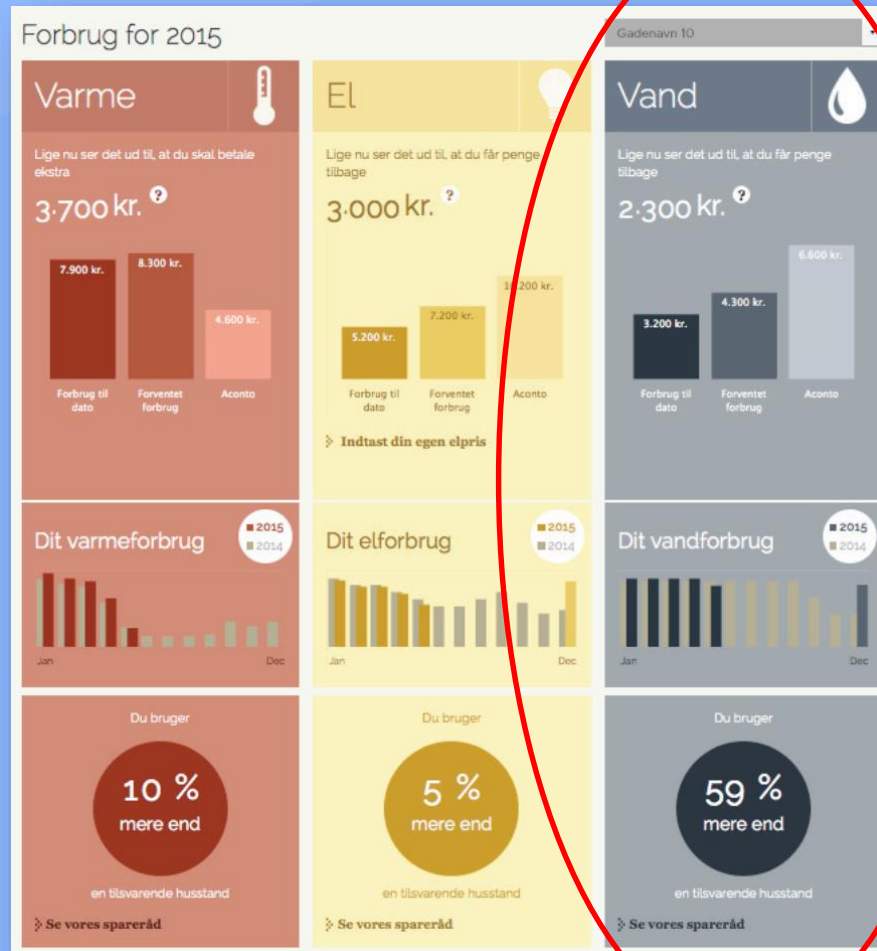 Forbrug for 2015
Gadenavn 10
Varme
Lige nu ser det ud til, at du skal betale
ekstra
3.700 kr. ?
7.900 kr.
8.300 kr.
4.600 kr.
Forbrug til
dato
Forventet
forbrug
Aconto
El
Lige nu ser det ud til, at du får penge
tilbage
3.000 kr. ?
5.200 kr.
7.200 kr.
10.200 kr.
Forbrug til
dato
Forventet
forbrug
Aconto
Indtast din egen elpris
Vand
Lige nu ser det ud til, at du får penge
tilbage
2.300 kr. ?
3.200 kr.
4.300 kr.
6.600 kr.
Forbrug til
dato
Forventet
forbrug
Aconto
Dit varmeforbrug
2015
2014
Jan
Dec
Dit elforbrug
2015
2014
Jan
Dec
Dit vandforbrug
2015
2014
Jan
Dec
Du bruger
10 %
mere end
en tilsvarende husstand
Se vores spareråd
Du bruger
5 %
mere end
en tilsvarende husstand
Se vores spareråd
Du bruger
59 %
mere end
en tilsvarende husstand
Se vores spareråd